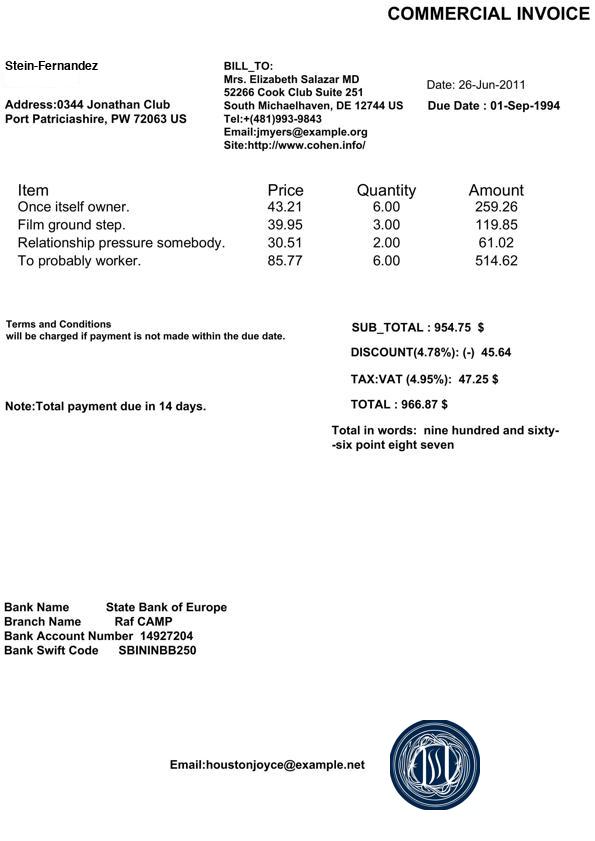 COMMERCIAL INVOICE
Stein-Fernandez
Address:0344 Jonathan Club
Port Patriciashire, PW 72063 US
BILL_TO:
Mrs. Elizabeth Salazar MD
52266 Cook Club Suite 251
South Michaelhaven, DE 12744 US
Tel:+(481)993-9843
Email:jmyers@example.org
Site:http://www.cohen.info/
Date: 26-Jun-2011
Due Date : 01-Sep-1994
Item Price Quantity Amount
Once itself owner. 43.21 6.00 259.26
Film ground step. 39.95 3.00 119.85
Relationship pressure somebody. 30.51 2.00 61.02
To probably worker. 85.77 6.00 514.62
Terms and Conditions
will be charged if payment is not made within the due date.
SUB_TOTAL : 954.75 $
DISCOUNT(4.78%): (-) 45.64
TAX:VAT (4.95%): 47.25 $
TOTAL : 966.87 $
Note:Total payment due in 14 days.
Total in words: nine hundred and sixty-
-six point eight seven
Bank Name State Bank of Europe
Branch Name Raf CAMP
Bank Account Number 14927204
Bank Swift Code SBININBB250
Email:houstonjoyce@example.net